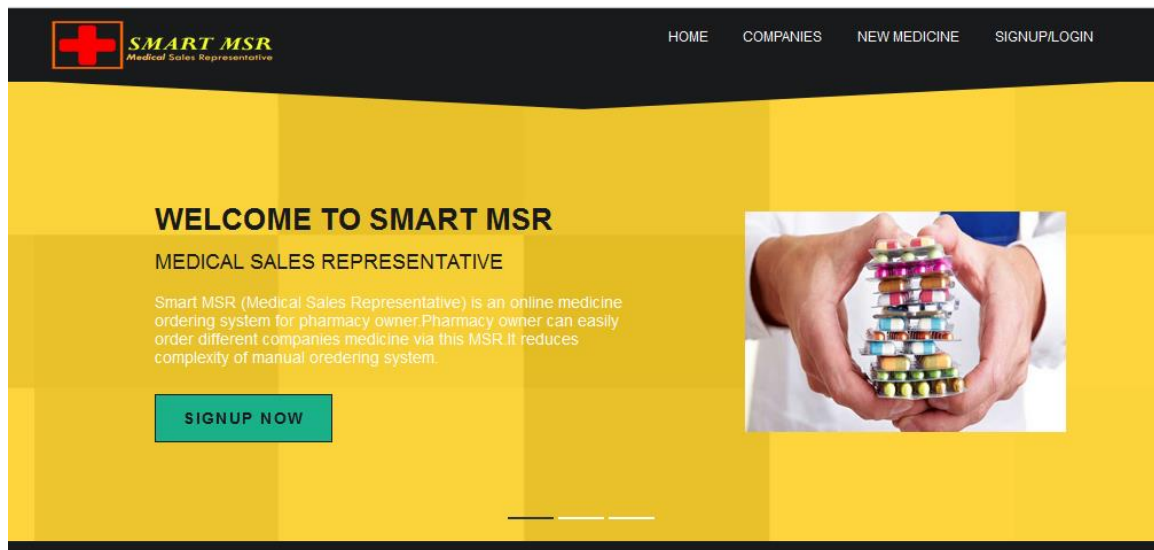 SMART MSR
Medical Sales Representative
HOME COMPANIES NEW MEDICINE SIGNUP/LOGIN
WELCOME TO SMART MSR
MEDICAL SALES REPRESENTATIVE
Smart MSR (Medical Sales Representative) is an online medicine
ordering system for pharmacy owner.Pharmacy owner can easily
order different companies medicine via this MSR.It reduces
complexity of manual oredering system.
SIGNUP NOW